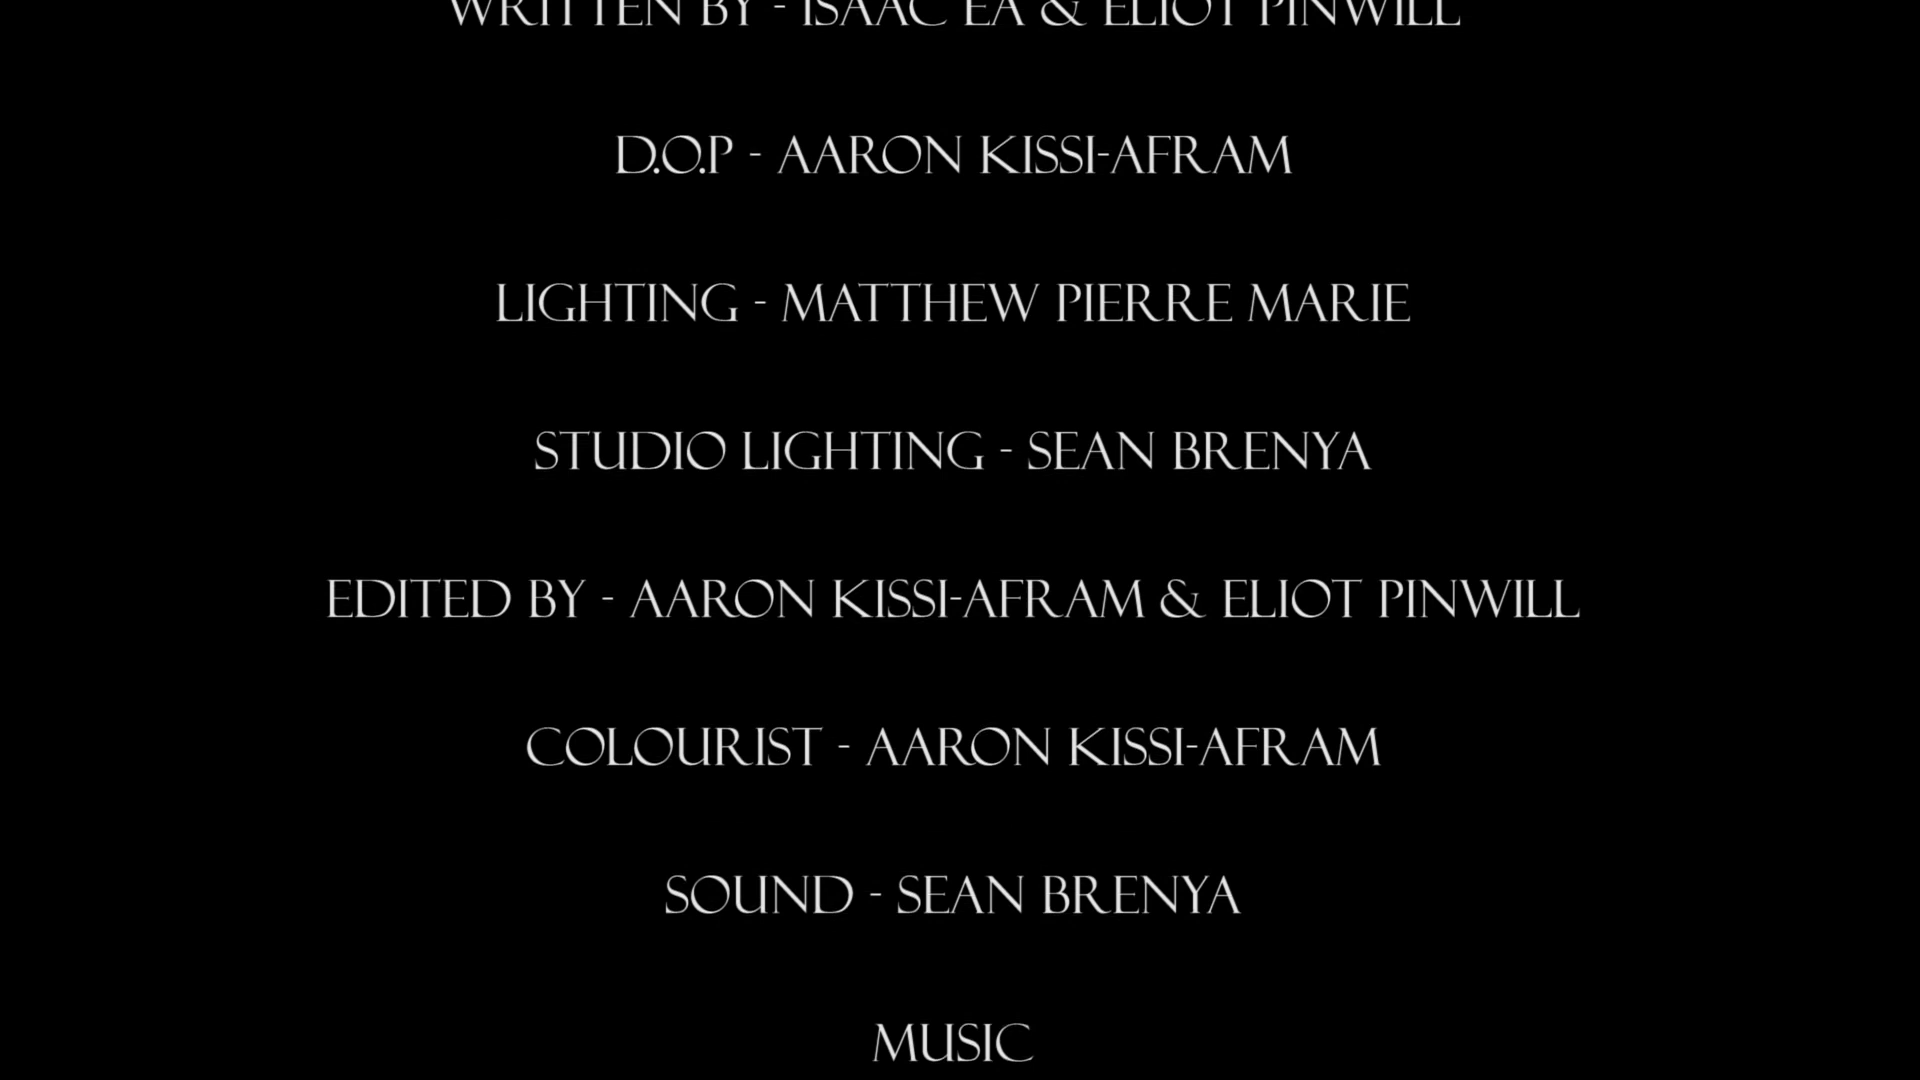 WRITTEN BY - ISAAC EA & ELIOT PINWILL
D.O.P - AARON KISSI-AFRAM
LIGHTING - MATTHEW PIERRE MARIE
STUDIO LIGHTING - SEAN BRENYA
EDITED BY - AARON KISSI-AFRAM & ELIOT PINWILL
COLOURIST - AARON KISSI-AFRAM
SOUND - SEAN BRENYA
MUSIC